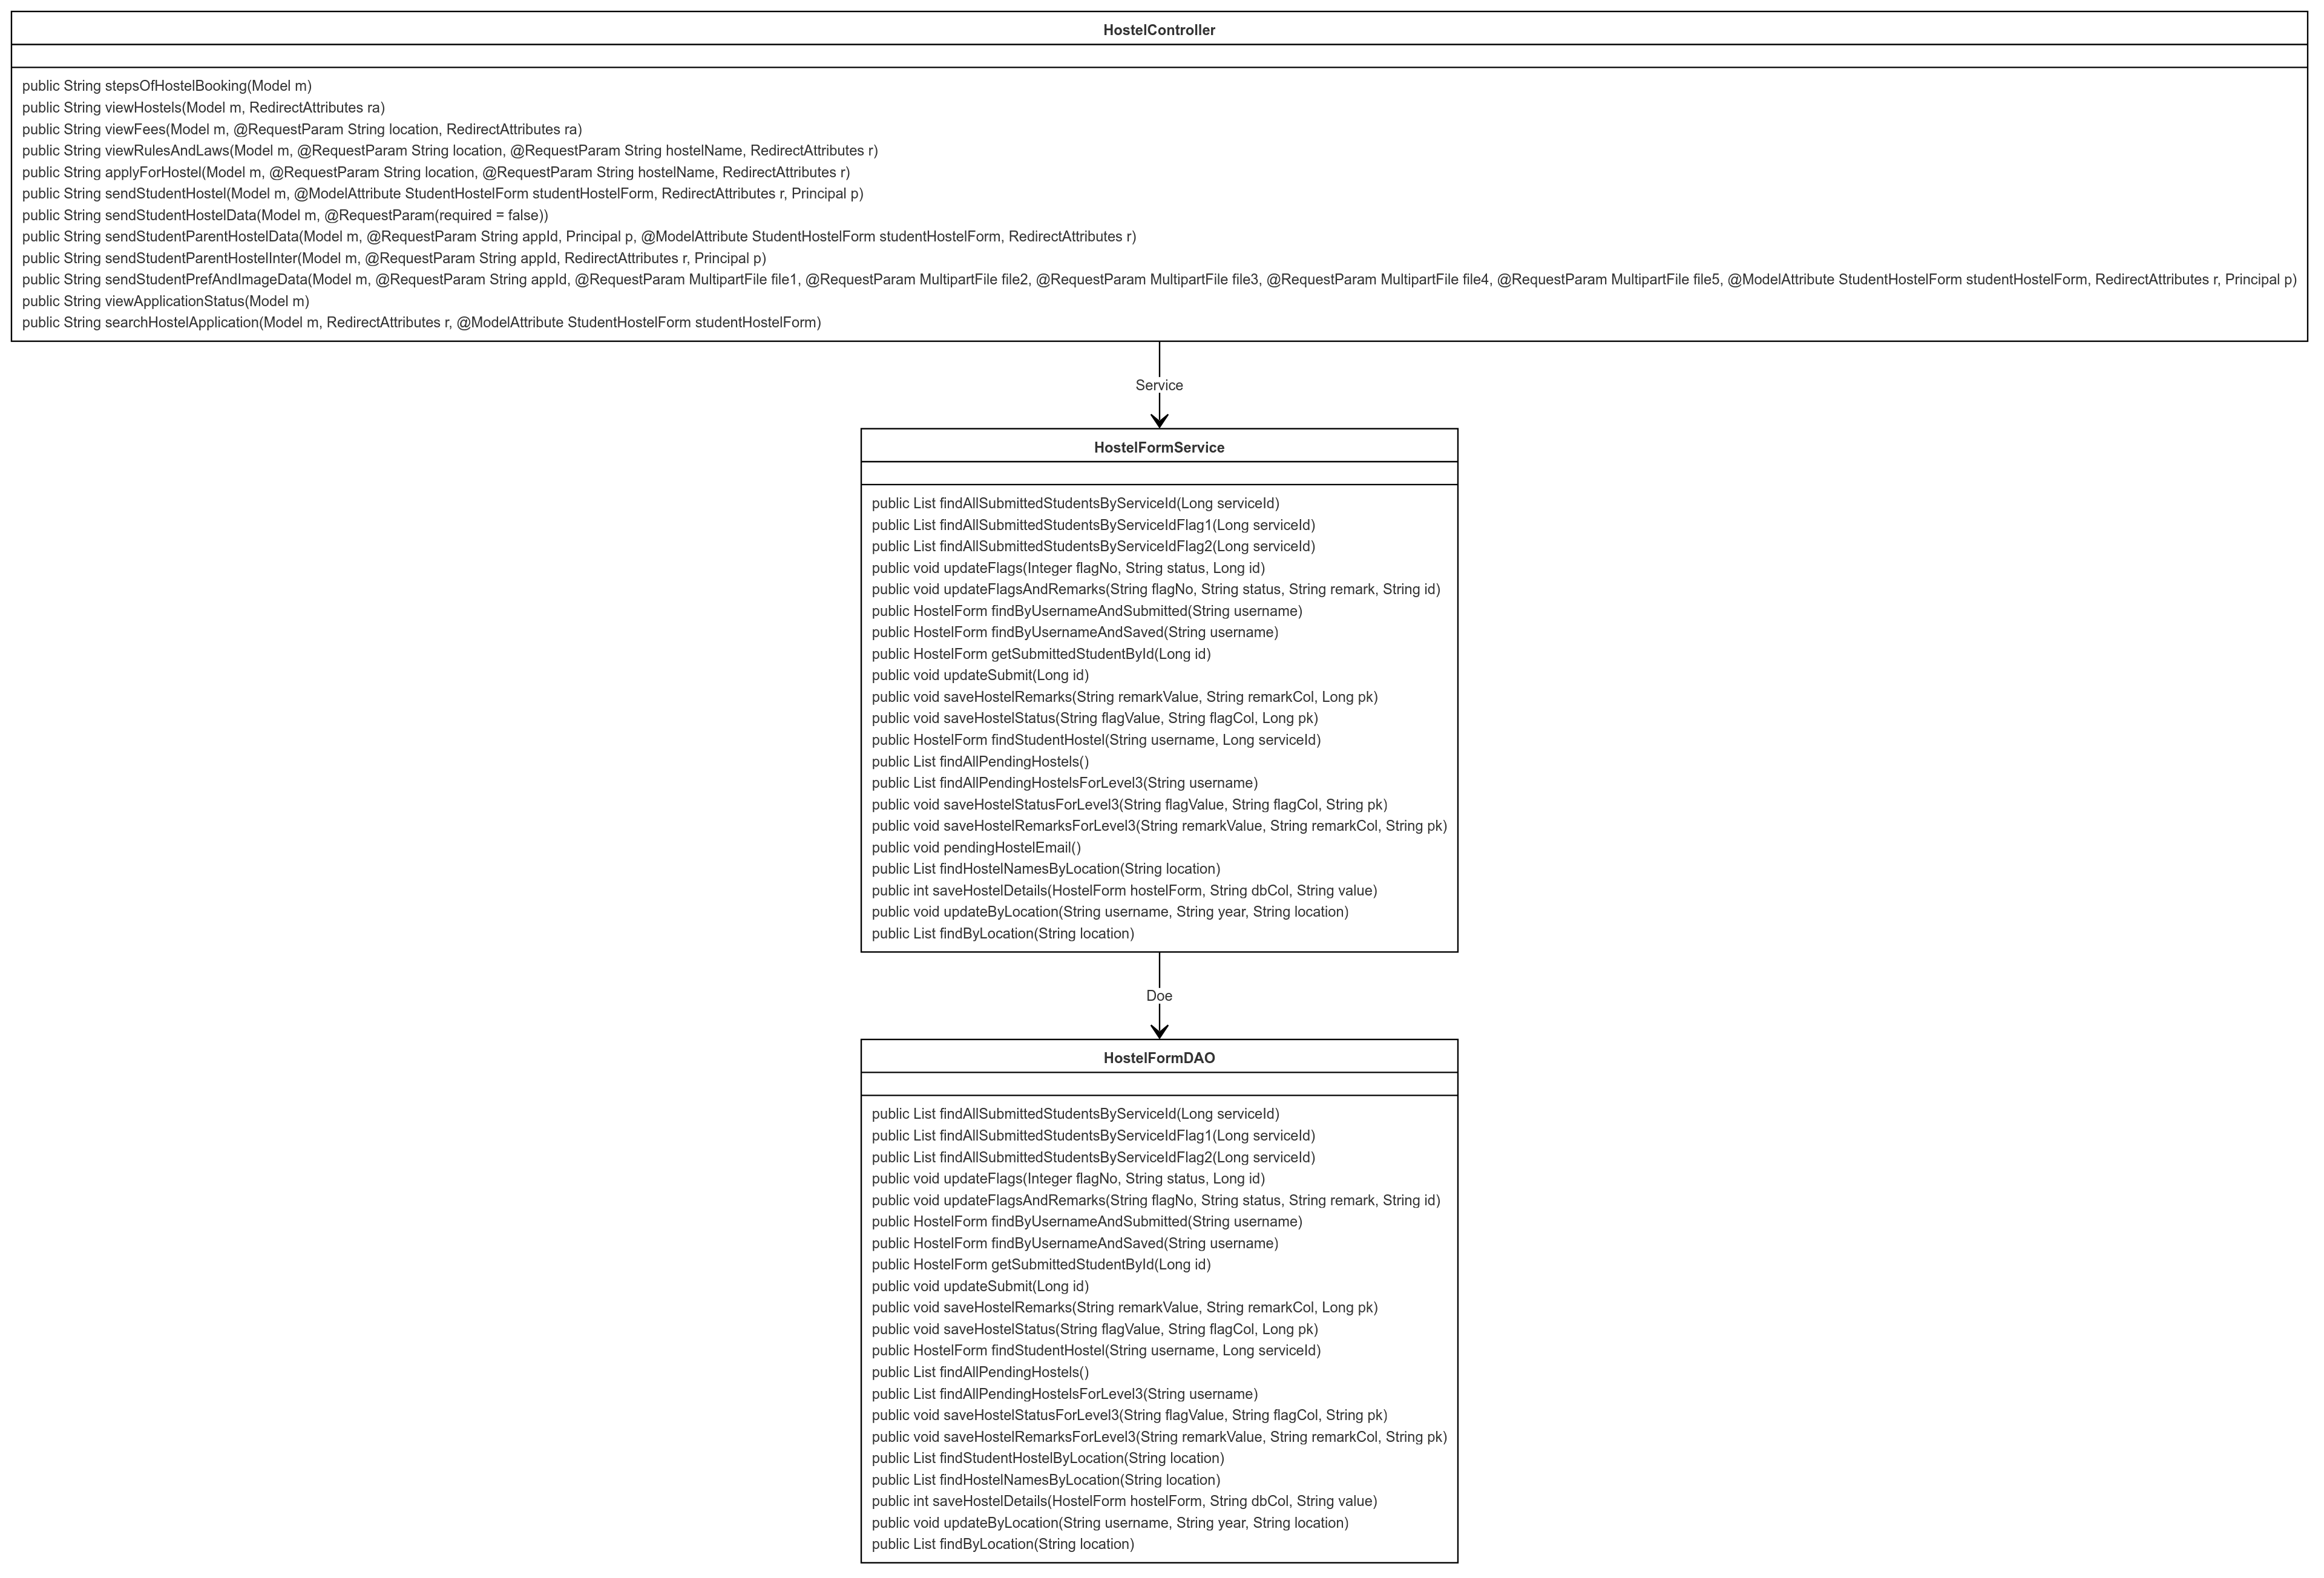 HostelController
public String stepsOfHostelBooking(Model m)
public String viewHostels(Model m, RedirectAttributes ra)
public String viewFees(Model m, @RequestParam String location, RedirectAttributes ra)
public String viewRulesAndLaws(Model m, @RequestParam String location, @RequestParam String hostelName, RedirectAttributes r)
public String applyForHostel(Model m, @RequestParam String location, @RequestParam String hostelName, RedirectAttributes r)
public String sendStudentHostel(Model m, @ModelAttribute StudentHostelForm studentHostelForm, RedirectAttributes r, Principal p)
public String sendStudentHostelData(Model m, @RequestParam(required = false))
public String sendStudentParentHostelData(Model m, @RequestParam String appId, Principal p, @ModelAttribute StudentHostelForm studentHostelForm, RedirectAttributes r)
public String sendStudentParentHostelInter(Model m, @RequestParam String appId, RedirectAttributes r, Principal p)
public String sendStudentPrefAndImageData(Model m, @RequestParam String appId, @RequestParam MultipartFile file1, @RequestParam MultipartFile file2, @RequestParam MultipartFile file3, @RequestParam MultipartFile file4, @RequestParam MultipartFile file5, @ModelAttribute StudentHostelForm studentHostelForm, RedirectAttributes r, Principal p)
public String viewApplicationStatus(Model m)
public String searchHostelApplication(Model m, RedirectAttributes r, @ModelAttribute StudentHostelForm studentHostelForm)
Service
HostelFormService
public List findAllSubmittedStudentsByServiceId(Long serviceId)
public List findAllSubmittedStudentsByServiceIdFlag1(Long serviceId)
public List findAllSubmittedStudentsByServiceIdFlag2(Long serviceId)
public void updateFlags(Integer flagNo, String status, Long id)
public void updateFlagsAndRemarks(String flagNo, String status, String remark, String id)
public HostelForm findByUsernameAndSubmitted(String username)
public HostelForm findByUsernameAndSaved(String username)
public HostelForm getSubmittedStudentById(Long id)
public void updateSubmit(Long id)
public void saveHostelRemarks(String remarkValue, String remarkCol, Long pk)
public void saveHostelStatus(String flagValue, String flagCol, Long pk)
public HostelForm findStudentHostel(String username, Long serviceId)
public List findAllPendingHostels()
public List findAllPendingHostelsForLevel3(String username)
public void saveHostelStatusForLevel3(String flagValue, String flagCol, String pk)
public void saveHostelRemarksForLevel3(String remarkValue, String remarkCol, String pk)
public void pendingHostelEmail()
public List findHostelNamesByLocation(String location)
public int saveHostelDetails(HostelForm hostelForm, String dbCol, String value)
public void updateByLocation(String username, String year, String location)
public List findByLocation(String location)
Doe
HostelFormDAO
public List findAllSubmittedStudentsByServiceId(Long serviceId)
public List findAllSubmittedStudentsByServiceIdFlag1(Long serviceId)
public List findAllSubmittedStudentsByServiceIdFlag2(Long serviceId)
public void updateFlags(Integer flagNo, String status, Long id)
public void updateFlagsAndRemarks(String flagNo, String status, String remark, String id)
public HostelForm findByUsernameAndSubmitted(String username)
public HostelForm findByUsernameAndSaved(String username)
public HostelForm getSubmittedStudentById(Long id)
public void updateSubmit(Long id)
public void saveHostelRemarks(String remarkValue, String remarkCol, Long pk)
public void saveHostelStatus(String flagValue, String flagCol, Long pk)
public HostelForm findStudentHostel(String username, Long serviceId)
public List findAllPendingHostels()
public List findAllPendingHostelsForLevel3(String username)
public void saveHostelStatusForLevel3(String flagValue, String flagCol, String pk)
public void saveHostelRemarksForLevel3(String remarkValue, String remarkCol, String pk)
public List findStudentHostelByLocation(String location)
public List findHostelNamesByLocation(String location)
public int saveHostelDetails(HostelForm hostelForm, String dbCol, String value)
public void updateByLocation(String username, String year, String location)
public List findByLocation(String location)